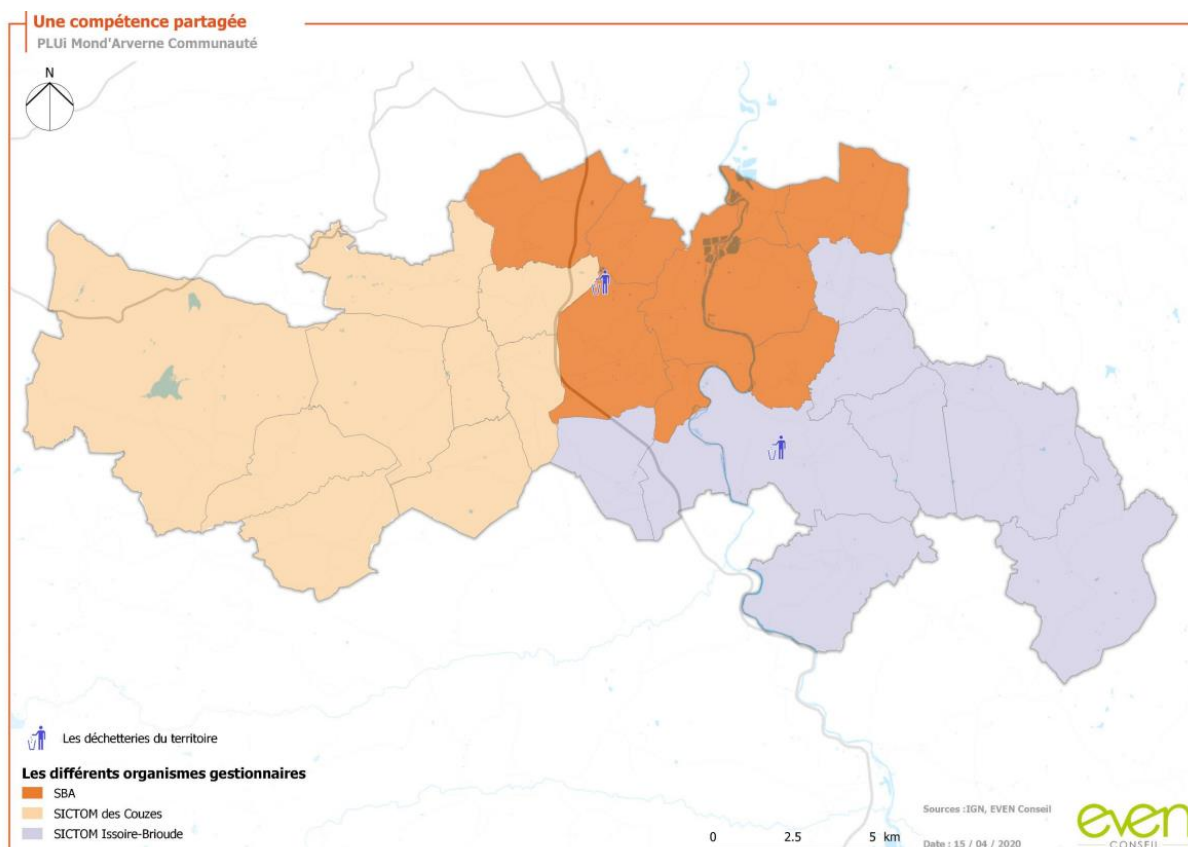 Une compétence partagée
PLUi Mond'Arverne Communauté
N
Les déchetteries du territoire
Les différents organismes gestionnaires
SBA
SICTOM des Couzes
SICTOM Issoire-Brioude
0 2.5 5 km
Sources :IGN, EVEN Conseil
Date : 15 / 04 / 2020
even
CONSEIL